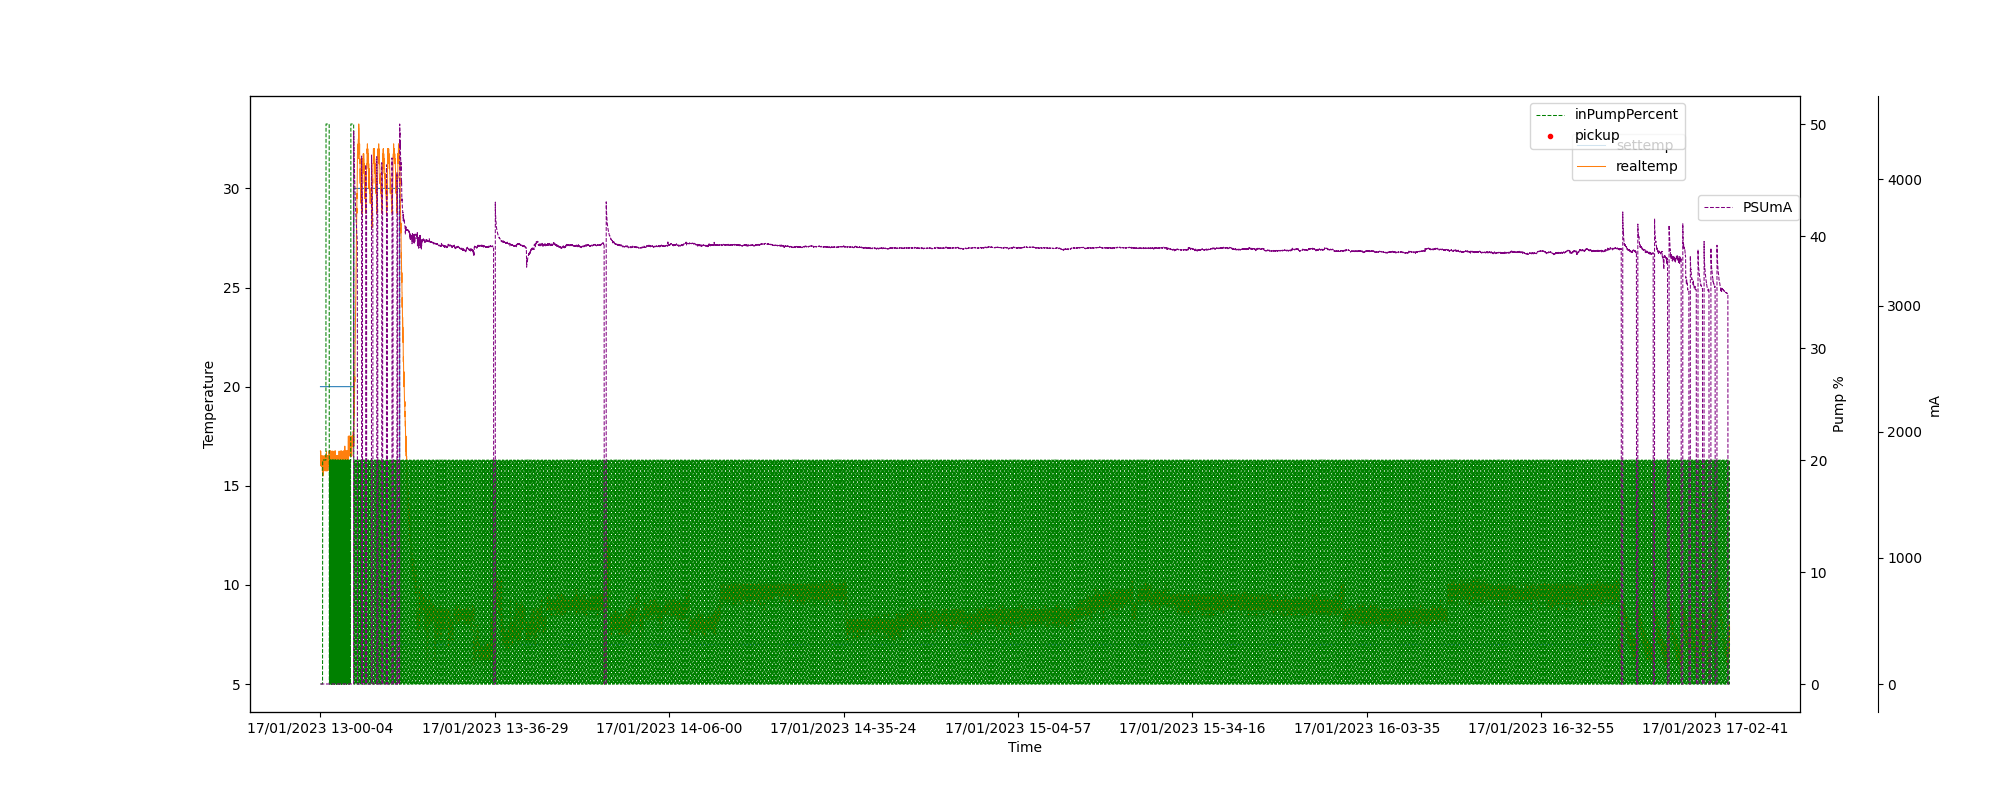 inPumpPercent
pickup
settemp
realtemp
PSUmA
30
25
20
15
10
5
Temperature
50
40
30
20
10
0
Pump %
4000
3000
2000
1000
0
mA
17/01/2023 13-00-04
17/01/2023 13-36-29
17/01/2023 14-06-00
17/01/2023 14-35-24
17/01/2023 15-04-57
17/01/2023 15-34-16
17/01/2023 16-03-35
17/01/2023 16-32-55
17/01/2023 17-02-41
Time